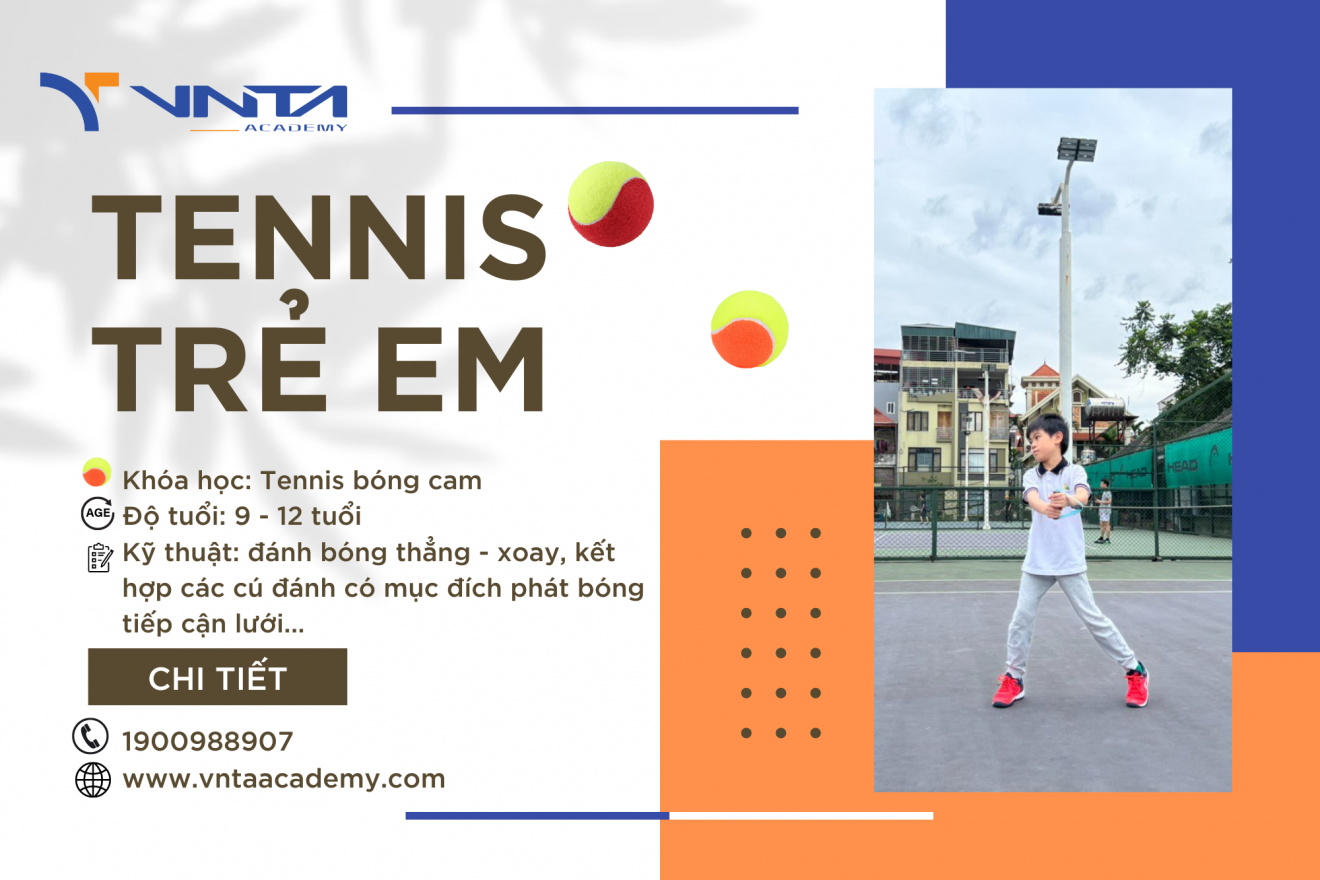 VNTA
ACADEMY
TENNIS
TRẺ EM
Khóa học: Tennis bóng cam
AGE
Độ tuổi: 9 - 12 tuổi
Kỹ thuật: đánh bóng thẳng - xoay, kết
hợp các cú đánh có mục đích phát bóng
tiếp cận lưới...
CHI TIẾT
1900988907
www.vntaacademy.com
HEAD
HEAD